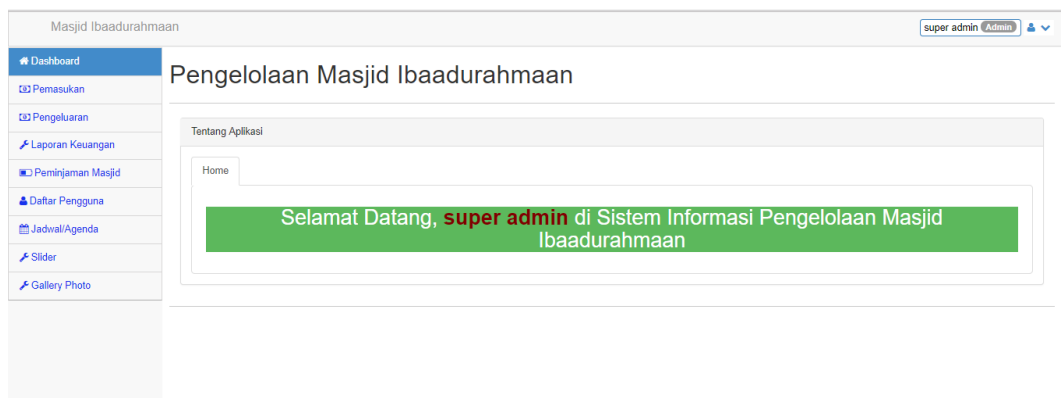 Masjid Ibaadurahmaan
super admin Admin
Dashboard
Pemasukan
Pengeluaran
Laporan Keuangan
Peminjaman Masjid
Daftar Pengguna
Jadwal/Agenda
Slider
Gallery Photo
Pengelolaan Masjid Ibaadurahmaan
Tentang Aplikasi
Home
Selamat Datang, super admin di Sistem Informasi Pengelolaan Masjid
Ibaadurahmaan